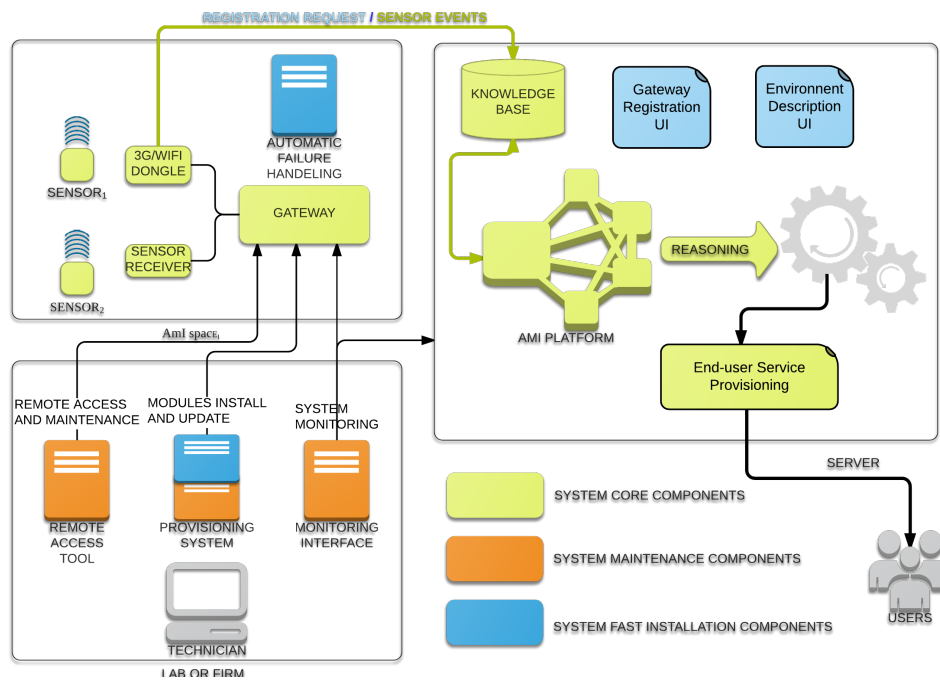 REGISTRATION REQUEST / SENSOR EVENTS
AUTOMATIC
FAILURE
HANDELING
3G/WIFI
DONGLE
SENSOR1
GATEWAY
SENSOR
RECEIVER
SENSOR2
AmI space1
KNOWLEDGE
BASE
Gateway
Registration
UI
Environnent
Description
UI
REASONING
AMI PLATFORM
End-user Service
Provisioning
SERVER
USERS
REMOTE ACCESS
AND MAINTENANCE
MODULES INSTALL
AND UPDATE
SYSTEM
MONITORING
REMOTE
ACCESS
TOOL
PROVISIONING
SYSTEM
MONITORING
INTERFACE
TECHNICIAN
LAB OR FIRM
SYSTEM CORE COMPONENTS
SYSTEM MAINTENANCE COMPONENTS
SYSTEM FAST INSTALLATION COMPONENTS